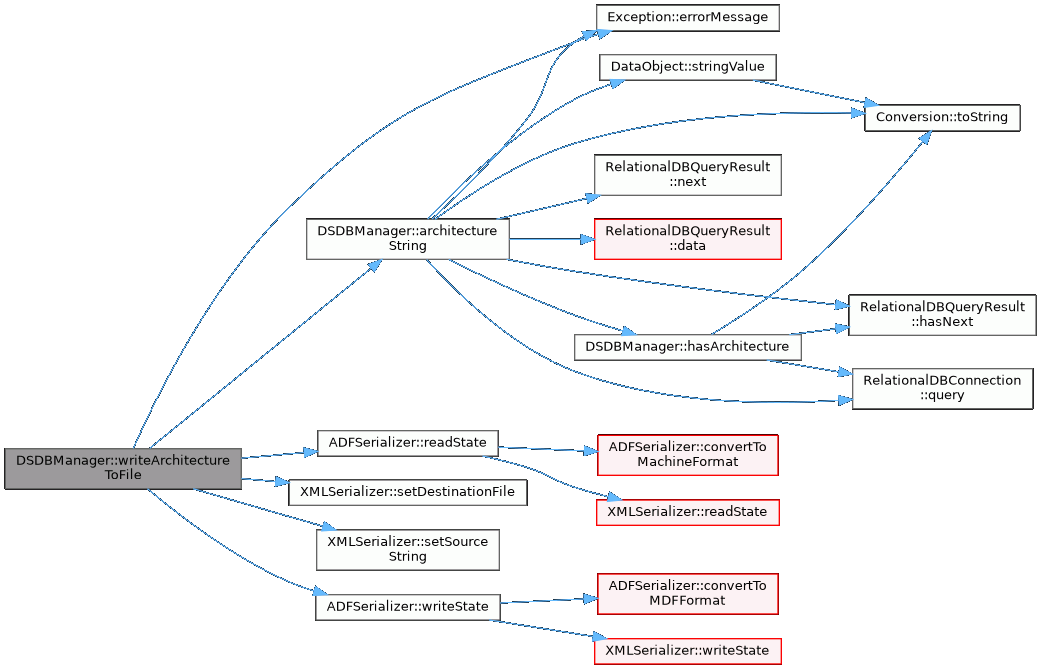 Exception::errorMessage
DataObject::stringValue
Conversion::toString
RelationalDBQueryResult
::next
DSDBManager::architecture
String
RelationalDBQueryResult
::data
RelationalDBQueryResult
::hasNext
DSDBManager::hasArchitecture
RelationalDBConnection
::query
DSDBManager::writeArchitecture
ToFile
ADFSerializer::readState
ADFSerializer::convertTo
MachineFormat
XMLSerializer::setDestinationFile
XMLSerializer::readState
XMLSerializer::setSource
String
ADFSerializer::writeState
ADFSerializer::convertTo
MDFFormat
XMLSerializer::writeState